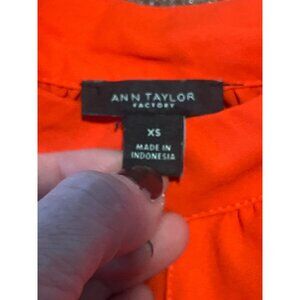 ANN TAYLOR
FACTORY
XS
MADE IN
INDONESIA